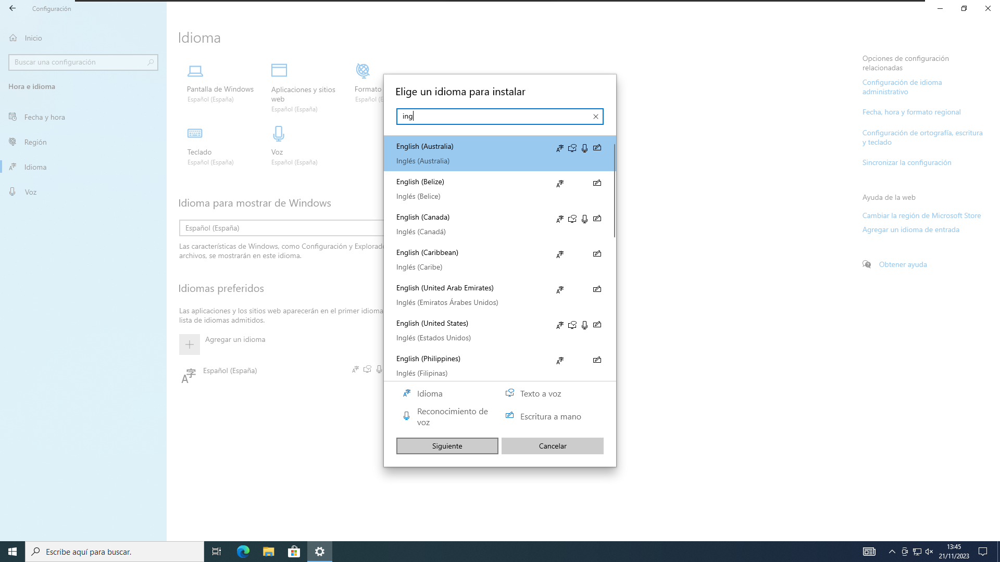 Configuración
Inicio
Buscar una configuración
Hora e idioma
Fecha y hora
Región
Idioma
Voz
Idioma
Pantalla de Windows
Español (España)
Aplicaciones y sitios
web
Español (España)
Formato
Español (E
Teclado
Español (España)
Voz
Español (España)
Idioma para mostrar de Windows
Español (España)
Las características de Windows, como Configuración y Explorado
archivos, se mostrarán en este idioma.
Idiomas preferidos
Las aplicaciones y los sitios web aparecerán en el primer idioma
lista de idiomas admitidos.
Agregar un idioma
Español (España)
Elige un idioma para instalar
ing
English (Australia)
Inglés (Australia)
English (Belize)
Inglés (Belice)
English (Canada)
Inglés (Canadá)
English (Caribbean)
Inglés (Caribe)
English (United Arab Emirates)
Inglés (Emiratos Árabes Unidos)
English (United States)
Inglés (Estados Unidos)
English (Philippines)
Inglés (Filipinas)
Idioma
Texto a voz
Reconocimiento de
voz
Escritura a mano
Siguiente
Cancelar
Opciones de configuración
relacionadas
Configuración de idioma
administrativo
Fecha, hora y formato regional
Configuración de ortografía, escritura
y teclado
Sincronizar la configuración
Ayuda de la web
Cambiar la región de Microsoft Store
Agregar un idioma de entrada
Obtener ayuda
Escribe aquí para buscar.
13:45
21/11/2023